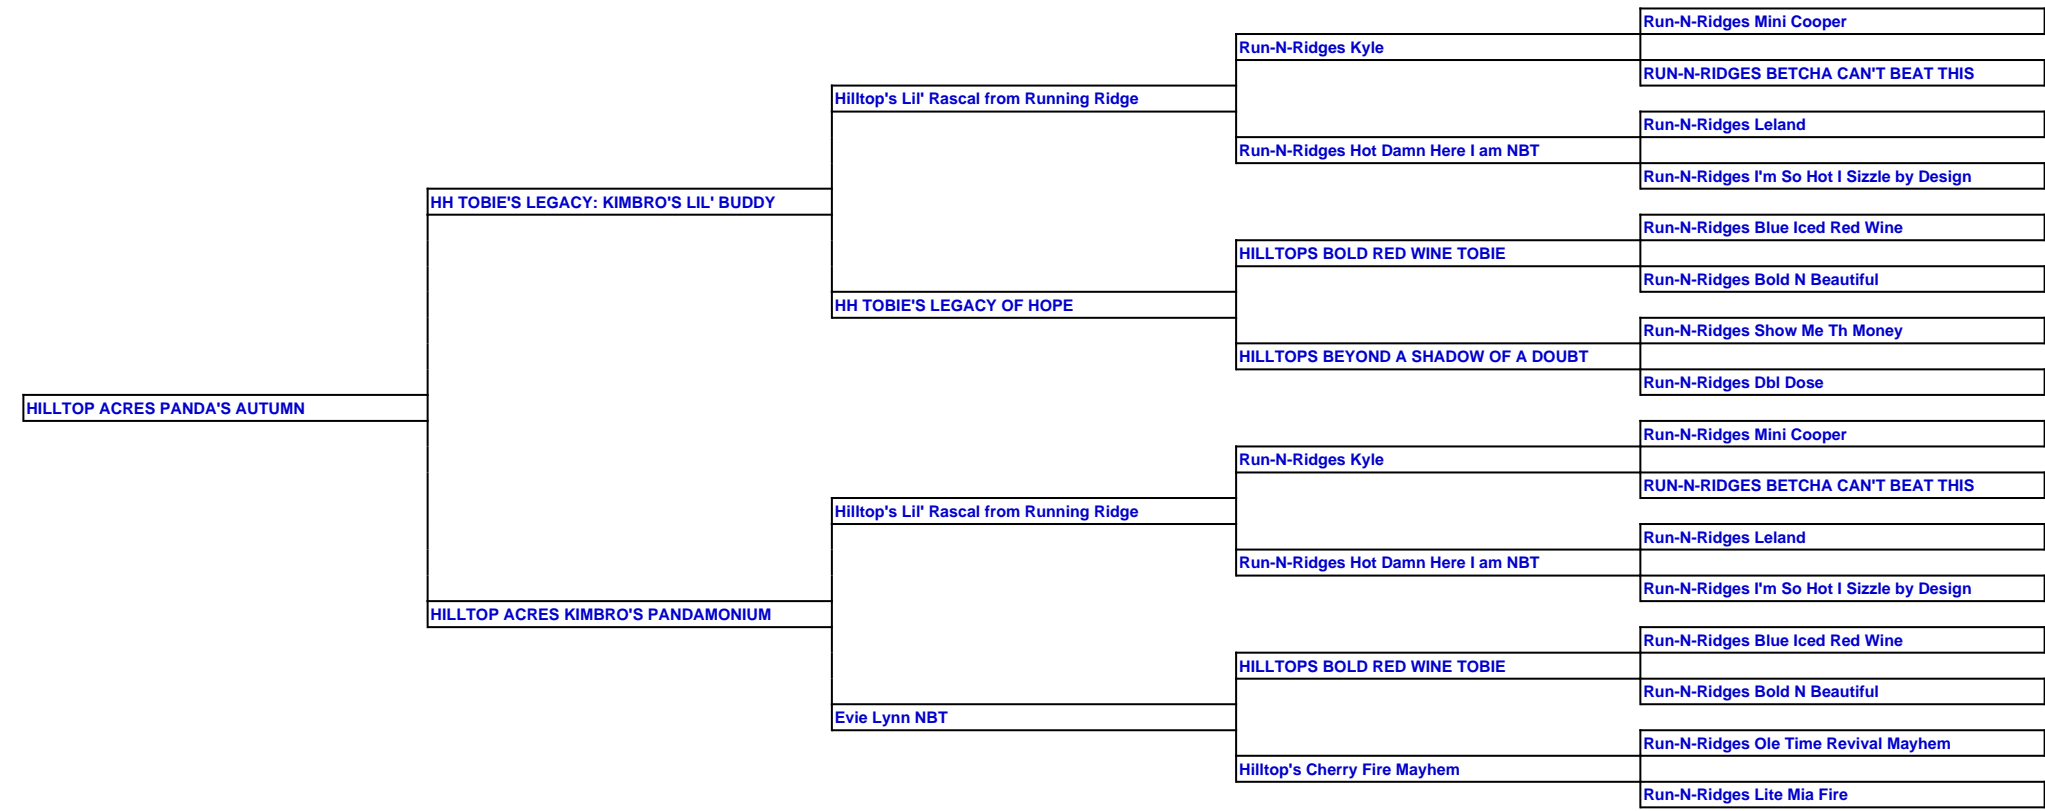 Run-N-Ridges Mini Cooper
Run-N-Ridges Kyle
RUN-N-RIDGES BETCHA CAN'T BEAT THIS
Hilltop's Lil' Rascal from Running Ridge
Run-N-Ridges Leland
Run-N-Ridges Hot Damn Here I am NBT
Run-N-Ridges I'm So Hot I Sizzle by Design
HH TOBIE'S LEGACY: KIMBRO'S LIL' BUDDY
Run-N-Ridges Blue Iced Red Wine
HILLTOPS BOLD RED WINE TOBIE
Run-N-Ridges Bold N Beautiful
HH TOBIE'S LEGACY OF HOPE
Run-N-Ridges Show Me Th Money
HILLTOPS BEYOND A SHADOW OF A DOUBT
Run-N-Ridges Dbl Dose
HILLTOP ACRES PANDA'S AUTUMN
Run-N-Ridges Mini Cooper
Run-N-Ridges Kyle
RUN-N-RIDGES BETCHA CAN'T BEAT THIS
Hilltop's Lil' Rascal from Running Ridge
Run-N-Ridges Leland
Run-N-Ridges Hot Damn Here I am NBT
Run-N-Ridges I'm So Hot I Sizzle by Design
HILLTOP ACRES KIMBRO'S PANDAMONIUM
Run-N-Ridges Blue Iced Red Wine
HILLTOPS BOLD RED WINE TOBIE
Run-N-Ridges Bold N Beautiful
Evie Lynn NBT
Run-N-Ridges Ole Time Revival Mayhem
Hilltop's Cherry Fire Mayhem
Run-N-Ridges Lite Mia Fire